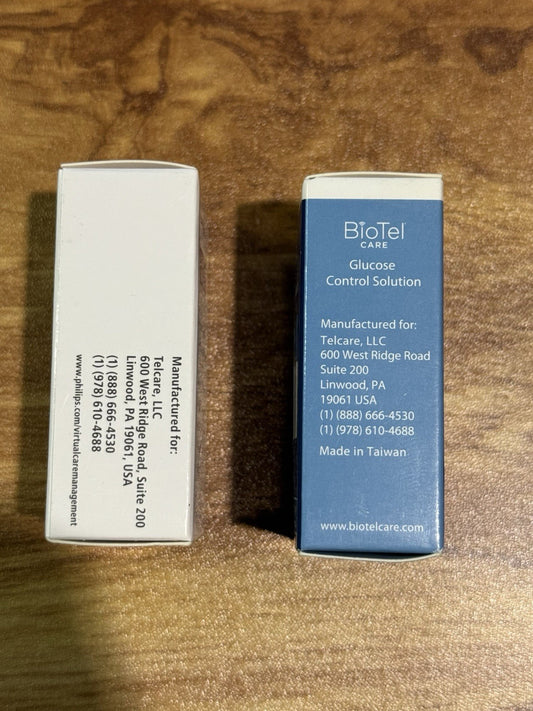 Manufactured for:
Telcare, LLC
600 West Ridge Road, Suite 200
Linwood, PA 19061, USA
(1) (888) 666-4530
(1) (978) 610-4688
www.philips.com/virtualcaremanagement
BioTel
CARE
Glucose
Control Solution
Manufactured for:
Telcare, LLC
600 West Ridge Road
Suite 200
Linwood, PA
19061 USA
(1) (888) 666-4530
(1) (978) 610-4688
Made in Taiwan
www.biotelcare.com